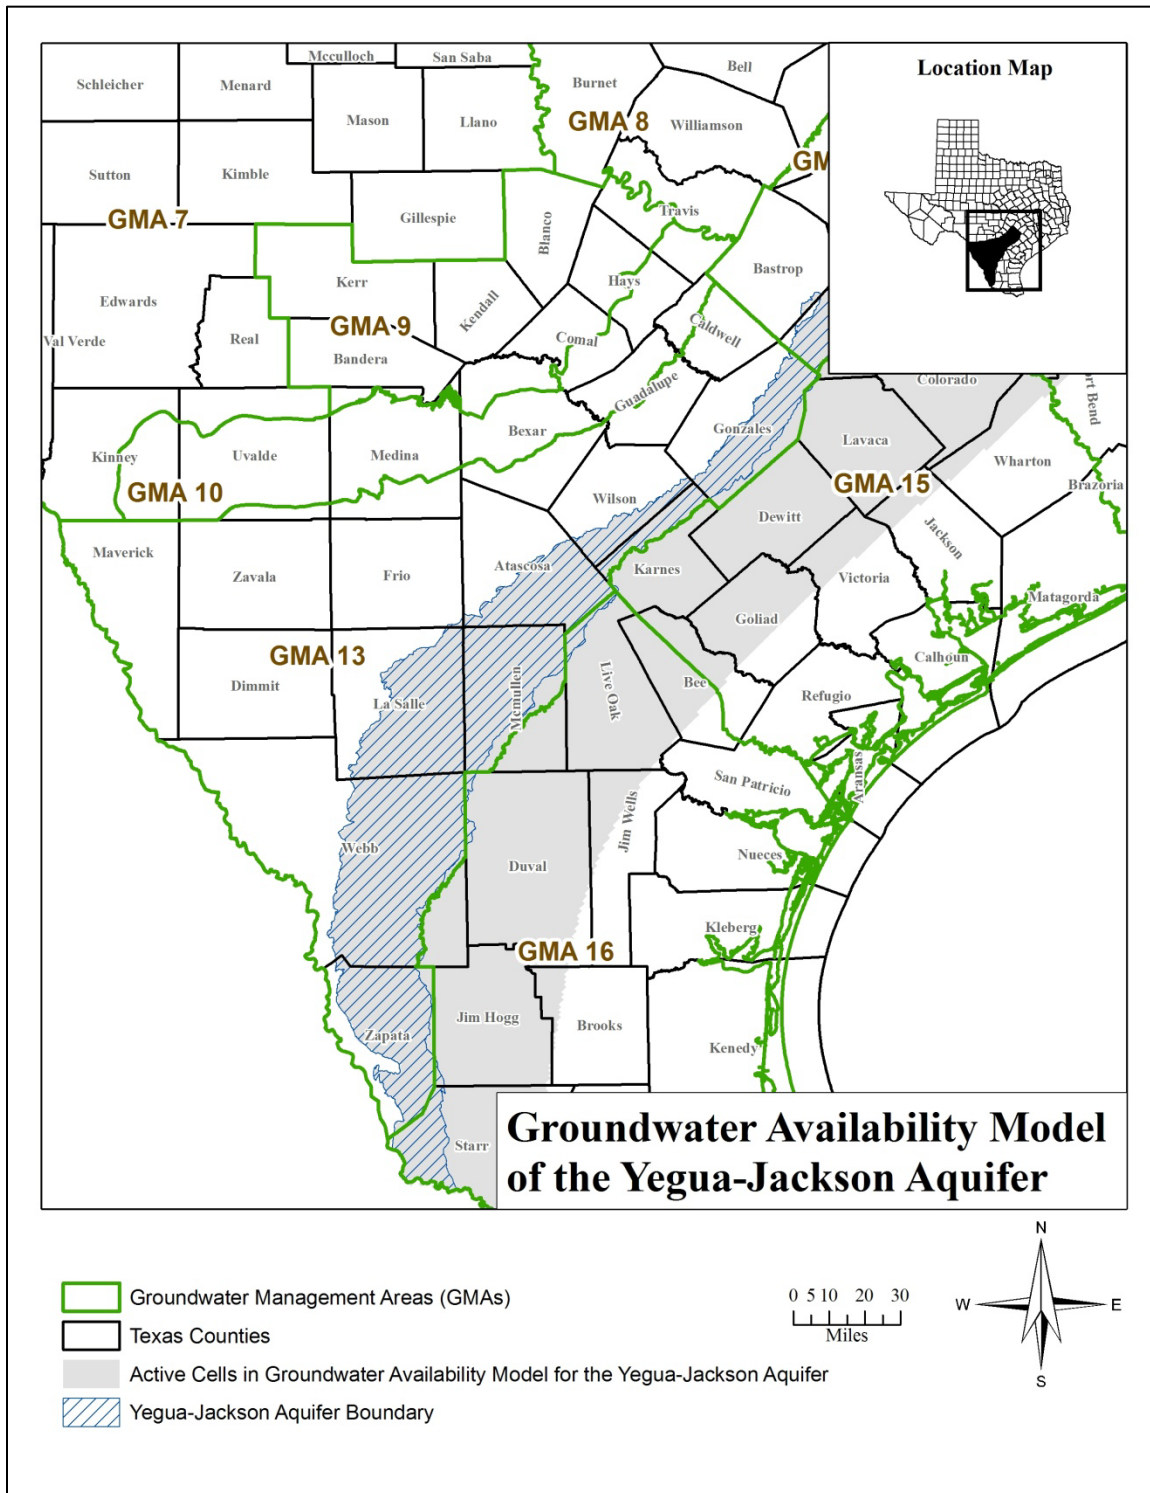 Mcculloch
San Saba
Bell
Burnet
Schleicher
Menard
Mason
Llano
GMA 8
Williamson
Location Map
GM
Sutton
Kimble
GMA 7
Gillespie
Travis
Blanco
Bastrop
Edwards
Kerr
Hays
Kendall
Val Verde
Real
GMA 9
Bandera
Comal
Caldwell
Guadalupe
Colorado
ort Bend
Kinney
Uvalde
Medina
Bexar
Gonzales
Lavaca
Wharton
Brazoria
GMA 10
GMA 15
Wilson
Dewitt
Jackson
Maverick
Zavala
Frio
Atascosa
Karnes
Victoria
Matagorda
Goliad
GMA 13
Dimmit
La Salle
Mcmullen
Live Oak
Bee
Calhoun
Refugio
San Patricio
Aransas
Webb
Duval
Jim Wells
Nueces
Kleberg
GMA 16
Zapata
Jim Hogg
Brooks
Kenedy
Starr
Groundwater Availability Model
of the Yegua-Jackson Aquifer
Groundwater Management Areas (GMAs)
Texas Counties
Active Cells in Groundwater Availability Model for the Yegua-Jackson Aquifer
Yegua-Jackson Aquifer Boundary
0 5 10 20 30
Miles
N
W
E
S